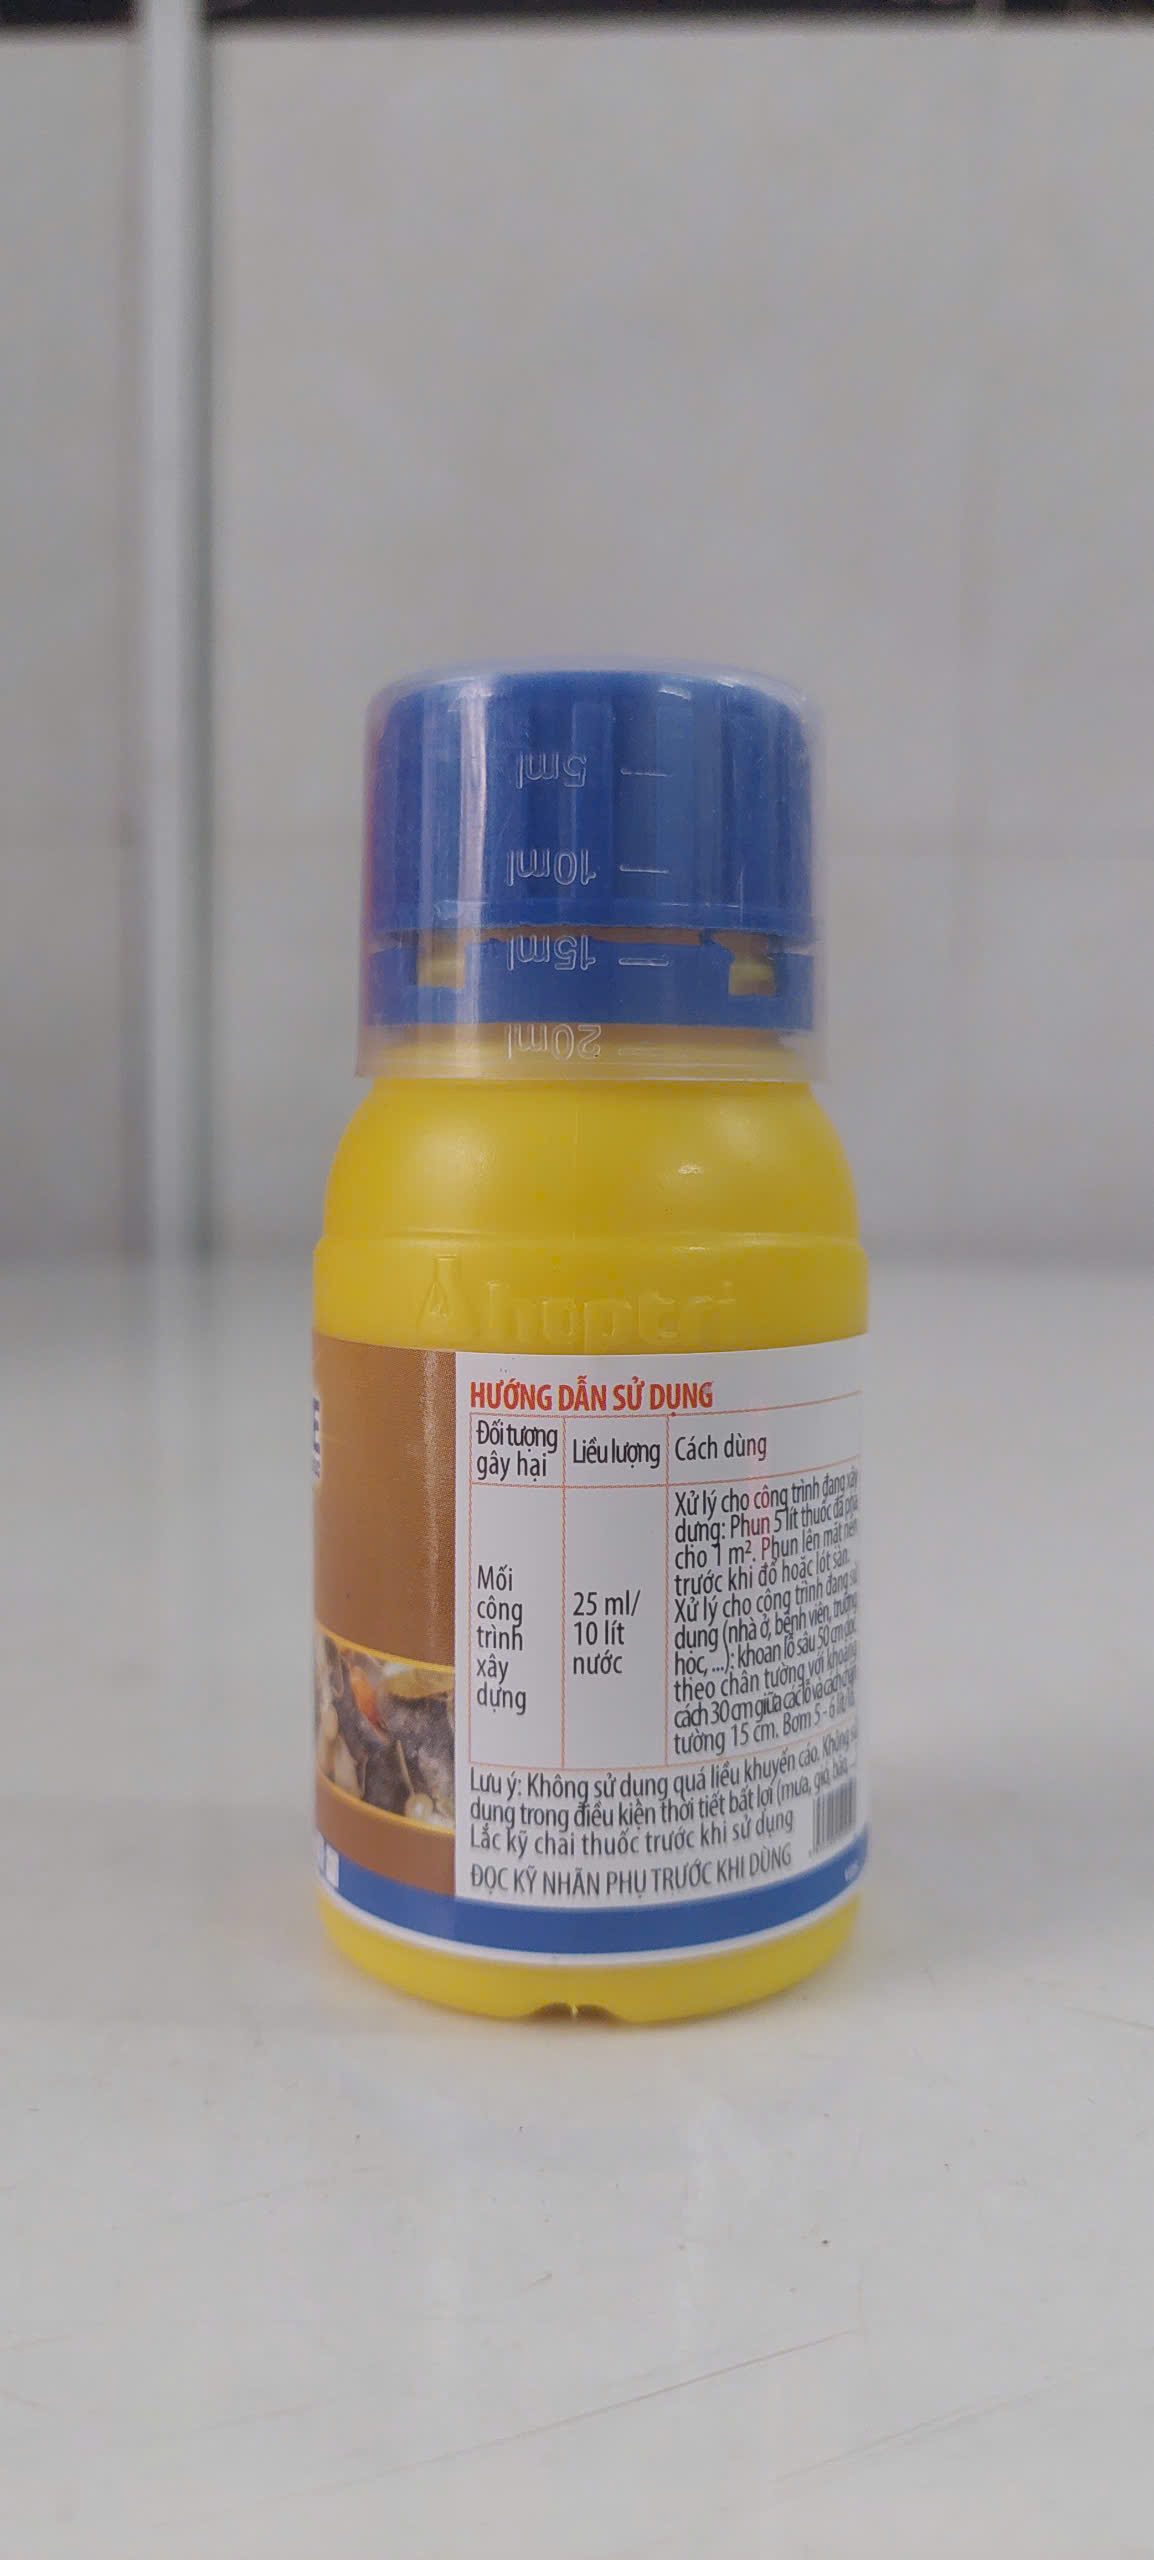 5ml
10ml
15ml
20ml
hoptri
HƯỚNG DẪN SỬ DỤNG
Đối tượng
gây hại
Liều lượng
Cách dùng
Mối
công
trình
xây
dựng
25 ml/
10 lít
nước
Xử lý cho công trình đang xây
dựng: Phun 5 lít thuốc đã pha
cho 1 m². Phun lên mặt nền
trước khi đổ hoặc lót sàn.
Xử lý cho công trình đang sử
dụng (nhà ở, bệnh viện, trường
học, ...): khoan lỗ sâu 50 cm dọc
theo chân tường với khoảng
cách 30 cm giữa các lỗ và cách chân
tường 15 cm. Bơm 5 - 6 lít/lỗ.
Lưu ý: Không sử dụng quá liều khuyến cáo. Không sử
dụng trong điều kiện thời tiết bất lợi (mưa, gió, bão, ...
Lắc kỹ chai thuốc trước khi sử dụng
ĐỌC KỸ NHÃN PHỤ TRƯỚC KHI DÙNG